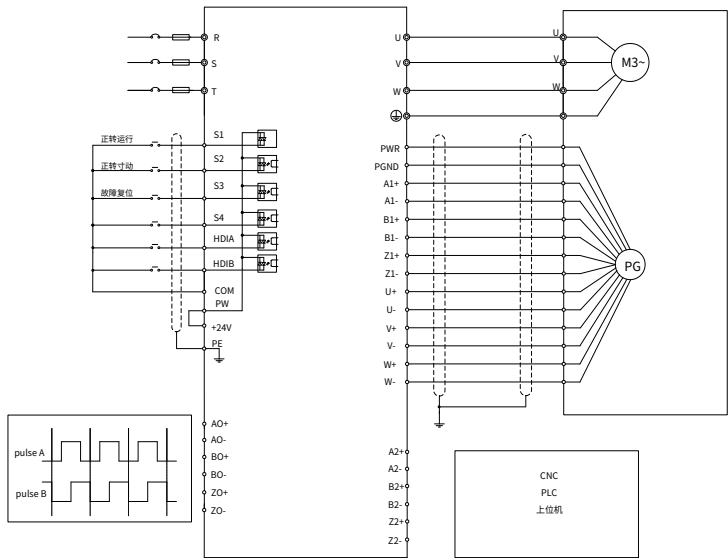 R
S
T
正转运行
正转寸动
故障复位
S1
S2
S3
S4
HDIA
HDIB
COM
PW
+24V
PE
pulse A
pulse B
AO+
AO-
BO+
BO-
ZO+
ZO-
U
V
W
PWR
PGND
A1+
A1-
B1+
B1-
Z1+
Z1-
U+
U-
V+
V-
W+
W-
A2+
A2-
B2+
B2-
Z2+
Z2-
U
V
W
M3~
PG
CNC
PLC
上位机